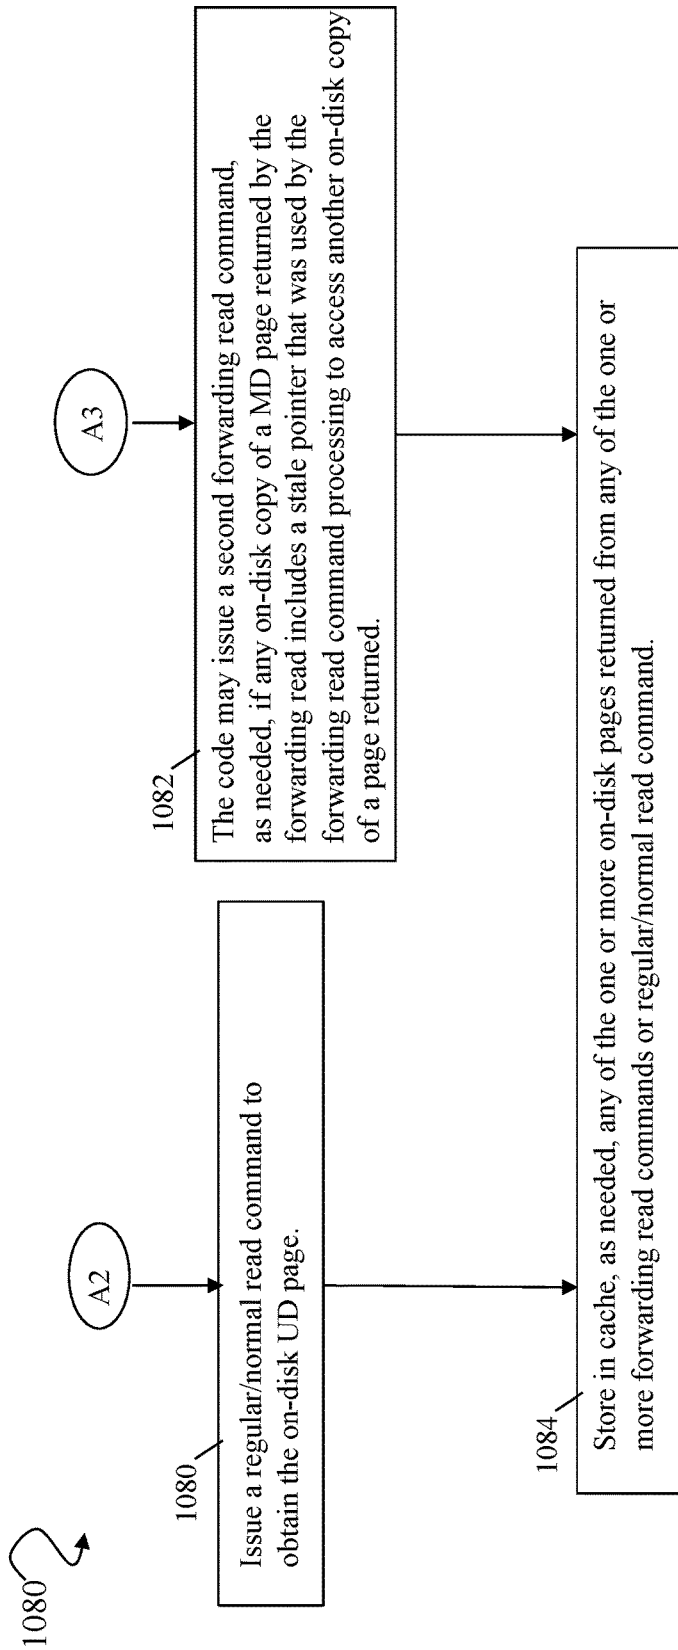 1080
A2
A3
1080
Issue a regular/normal read command to
obtain the on-disk UD page.
1082
The code may issue a second forwarding read command,
as needed, if any on-disk copy of a MD page returned by the
forwarding read includes a stale pointer that was used by the
forwarding read command processing to access another on-disk copy
of a page returned.
1084
Store in cache, as needed, any of the one or more on-disk pages returned from any of the one or
more forwarding read commands or regular/normal read command.